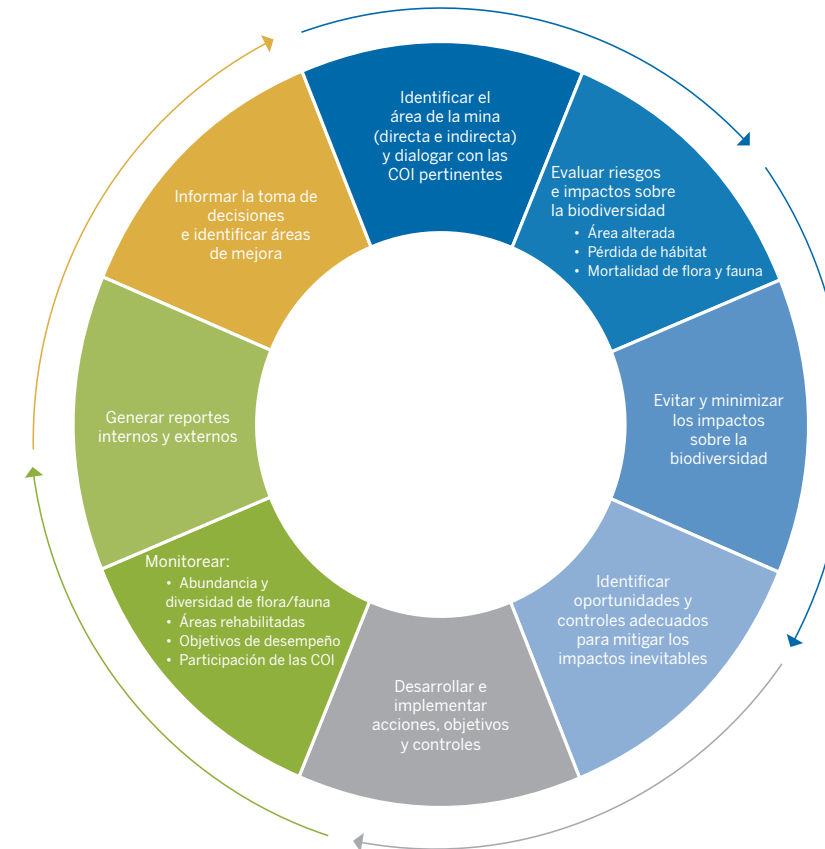 Identificar el
área de la mina
(directa e indirecta)
y dialogar con las
COI pertinentes
Evaluar riesgos
e impactos sobre
la biodiversidad
• Área alterada
• Pérdida de hábitat
• Mortalidad de flora y fauna
Evitar y minimizar
los impactos
sobre la
biodiversidad
Identificar
oportunidades y
controles adecuados
para mitigar los
impactos inevitables
Desarrollar e
implementar
acciones, objetivos
y controles
Monitorear:
• Abundancia y
diversidad de flora/fauna
• Áreas rehabilitadas
• Objetivos de desempeño
• Participación de las COI
Generar reportes
internos y externos
Informar la toma de
decisiones
e identificar áreas
de mejora